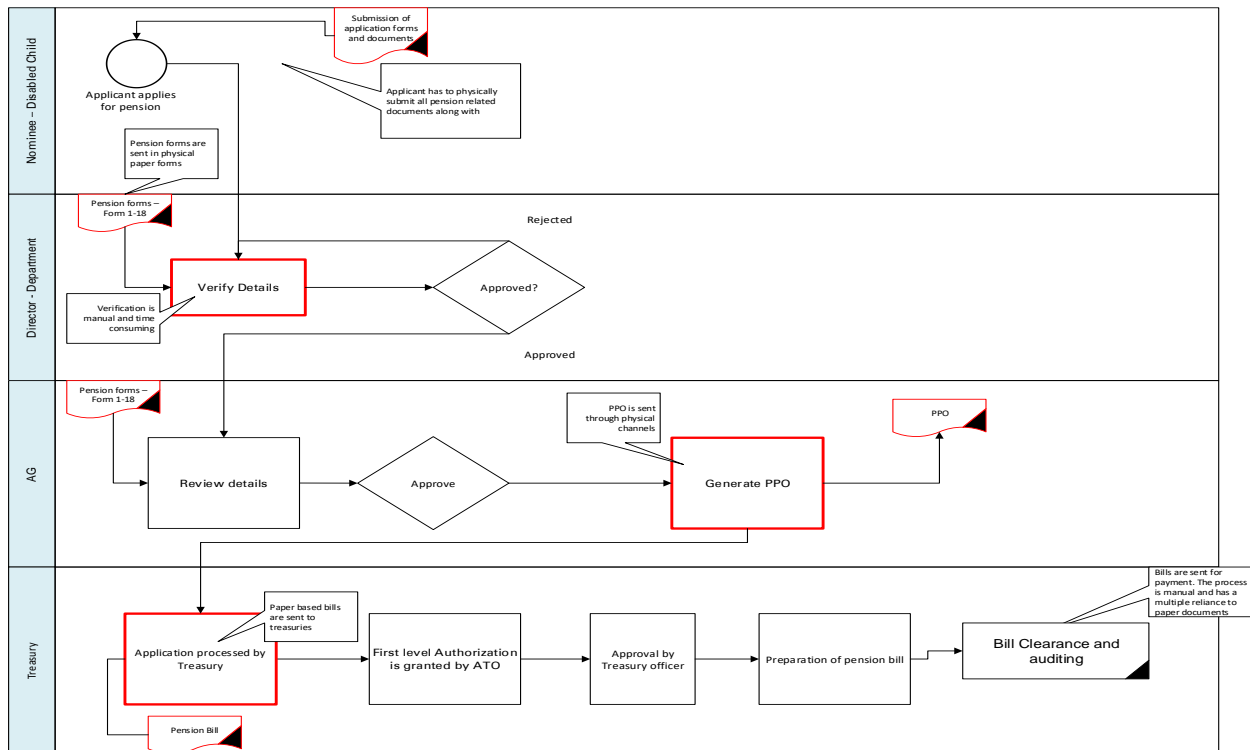 Nominee – Disabled Child
Submission of
application forms
and documents
Applicant applies
for pension
Applicant has to physically
submit all pension related
documents along with
Pension forms are
sent in physical
paper forms
Director - Department
Pension forms –
Form 1-18
Rejected
Verify Details
Approved?
Verification is
manual and time
consuming
Approved
AG
Pension forms –
Form 1-18
PPO is sent
through physical
channels
PPO
Review details
Approve
Generate PPO
Treasury
Bills are sent for
payment. The process
is manual and has a
multiple reliance to
paper documents
Paper based bills
are sent to
treasuries
Application processed by
Treasury
First level Authorization
is granted by ATO
Approval by
Treasury officer
Preparation of pension bill
Bill Clearance and
auditing
Pension Bill